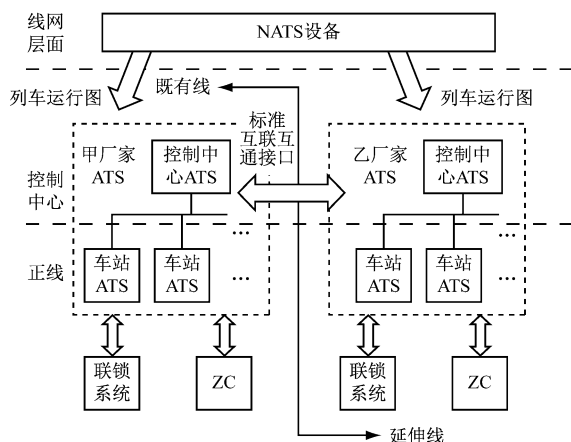 线网
层面
NATS设备
列车运行图
既有线
列车运行图
标准
互联互
通接口
甲厂家
ATS
控制中
心ATS
乙厂家
ATS
控制中
心ATS
控制
中心
...
...
正线
车站
ATS
车站
ATS
...
车站
ATS
车站
ATS
...
联锁
系统
ZC
联锁
系统
ZC
延伸线